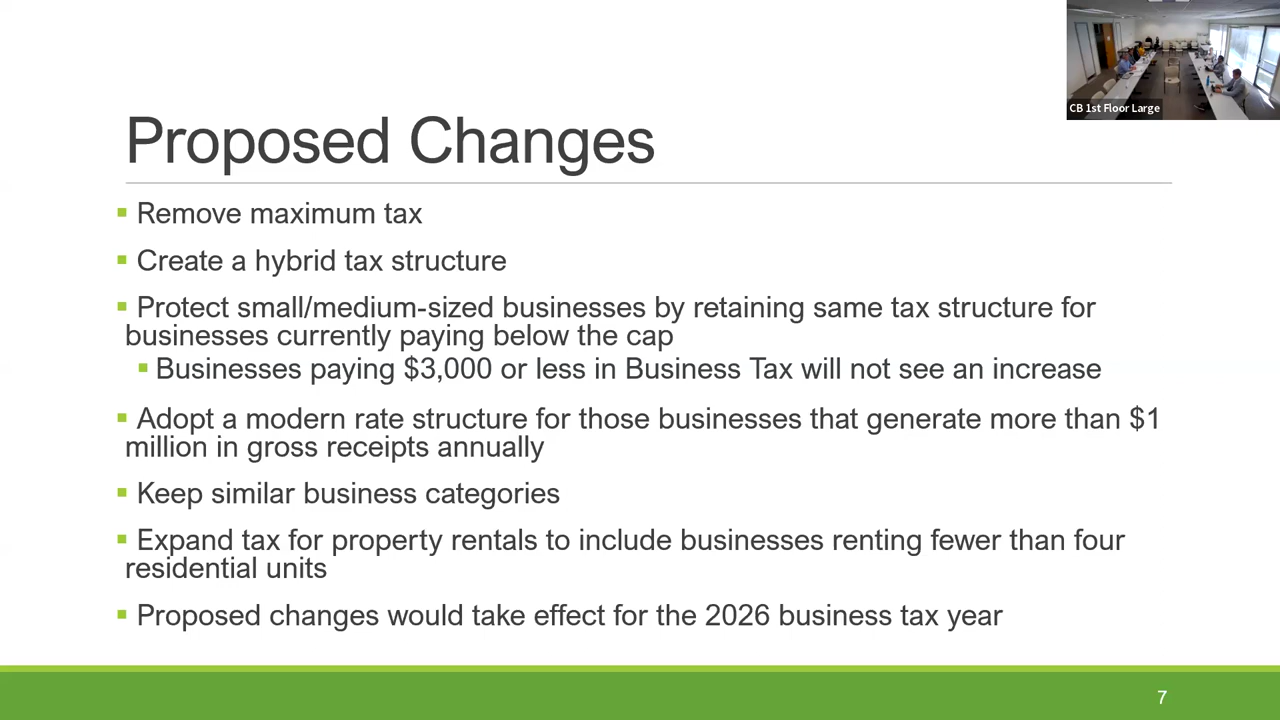 CB 1st Floor Large
Proposed Changes
Remove maximum tax
Create a hybrid tax structure
Protect small/medium-sized businesses by retaining same tax structure for
businesses currently paying below the cap
Businesses paying $3,000 or less in Business Tax will not see an increase
Adopt a modern rate structure for those businesses that generate more than $1
million in gross receipts annually
Keep similar business categories
Expand tax for property rentals to include businesses renting fewer than four
residential units
Proposed changes would take effect for the 2026 business tax year
7